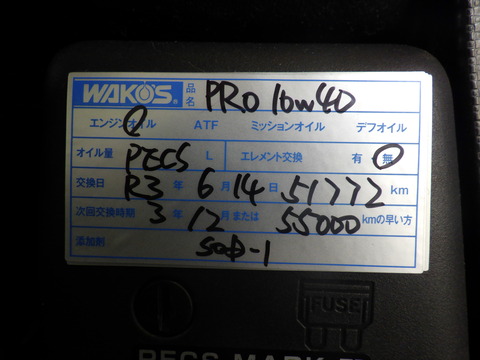 WAKO'S 品名 PRO 10w40
エンジンオイル ATF ミッションオイル デフオイル
オイル量 PECS L エレメント交換 有 無
交換日 R3 年 6 月 14 日 51772 km
次回交換時期 3 年 12 月または 55000 kmの早い方
添加剤 SOD-1
FUSE
PECS MARK